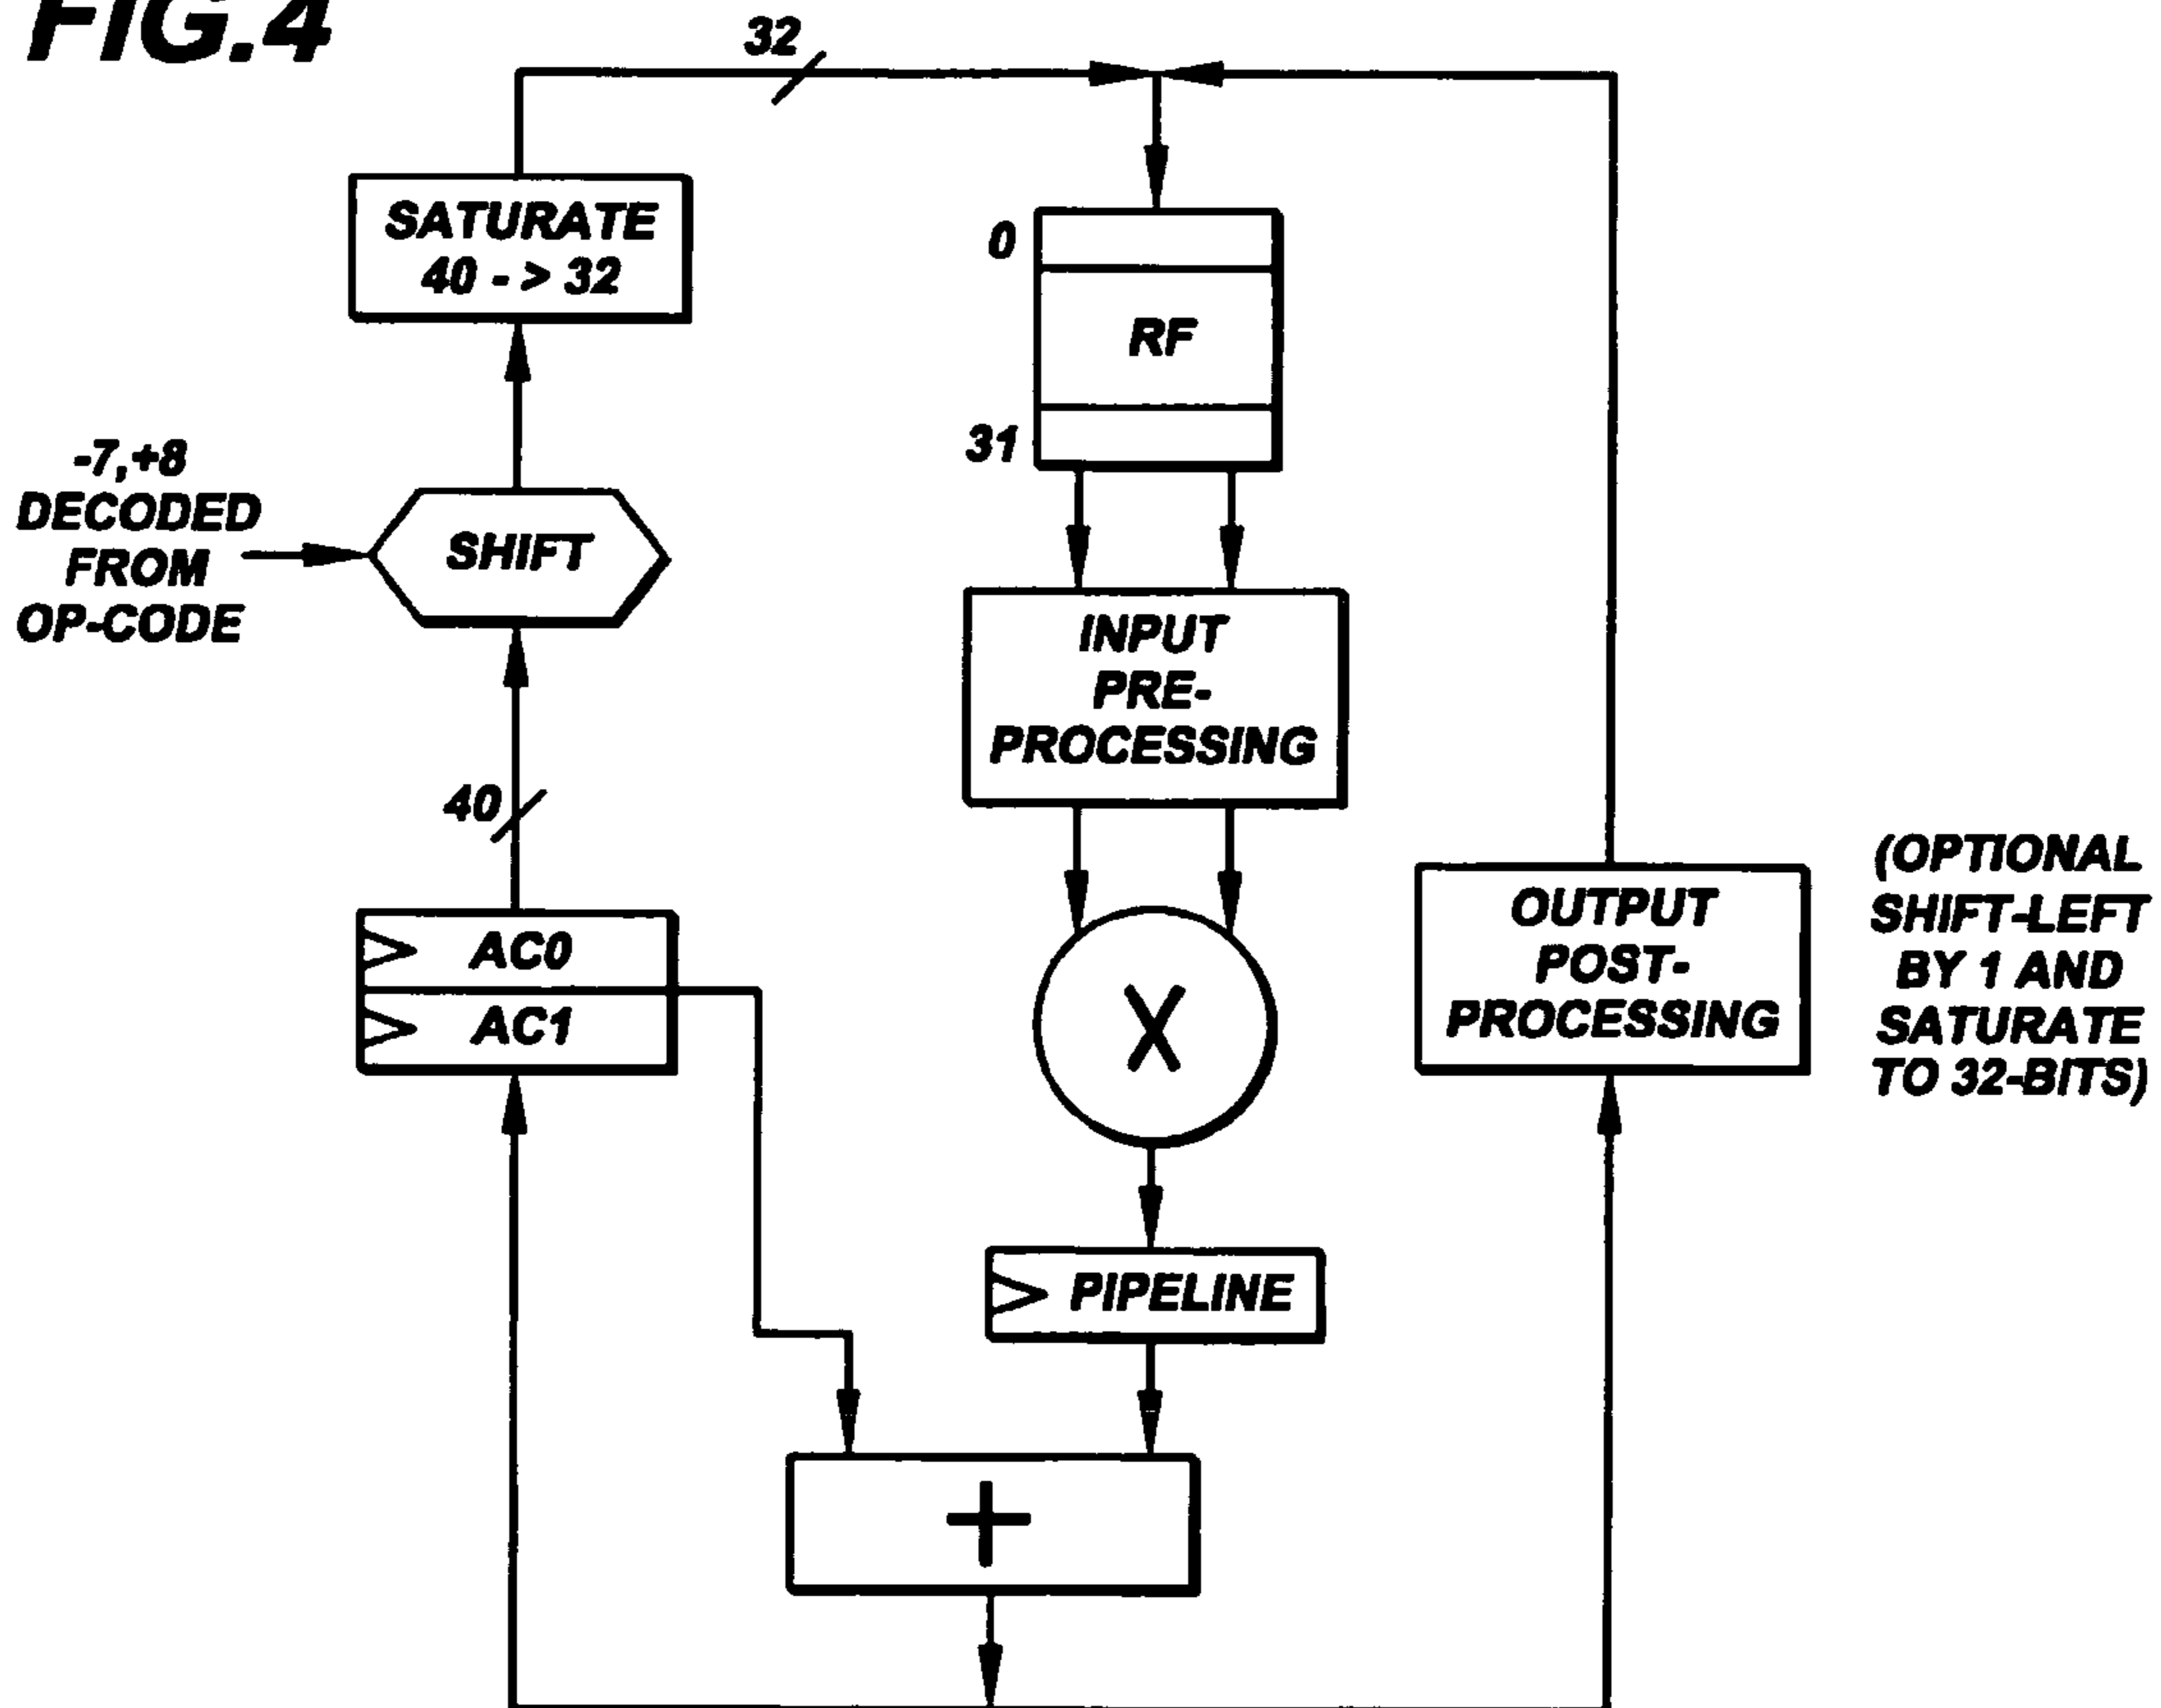 FIG.4
32
SATURATE
40 - > 32
0
RF
31
-7,+8
DECODED
FROM
OP-CODE
SHIFT
INPUT
PRE-
PROCESSING
40
AC0
AC1
X
OUTPUT
POST-
PROCESSING
(OPTIONAL
SHIFT-LEFT
BY 1 AND
SATURATE
TO 32-BITS)
PIPELINE
+